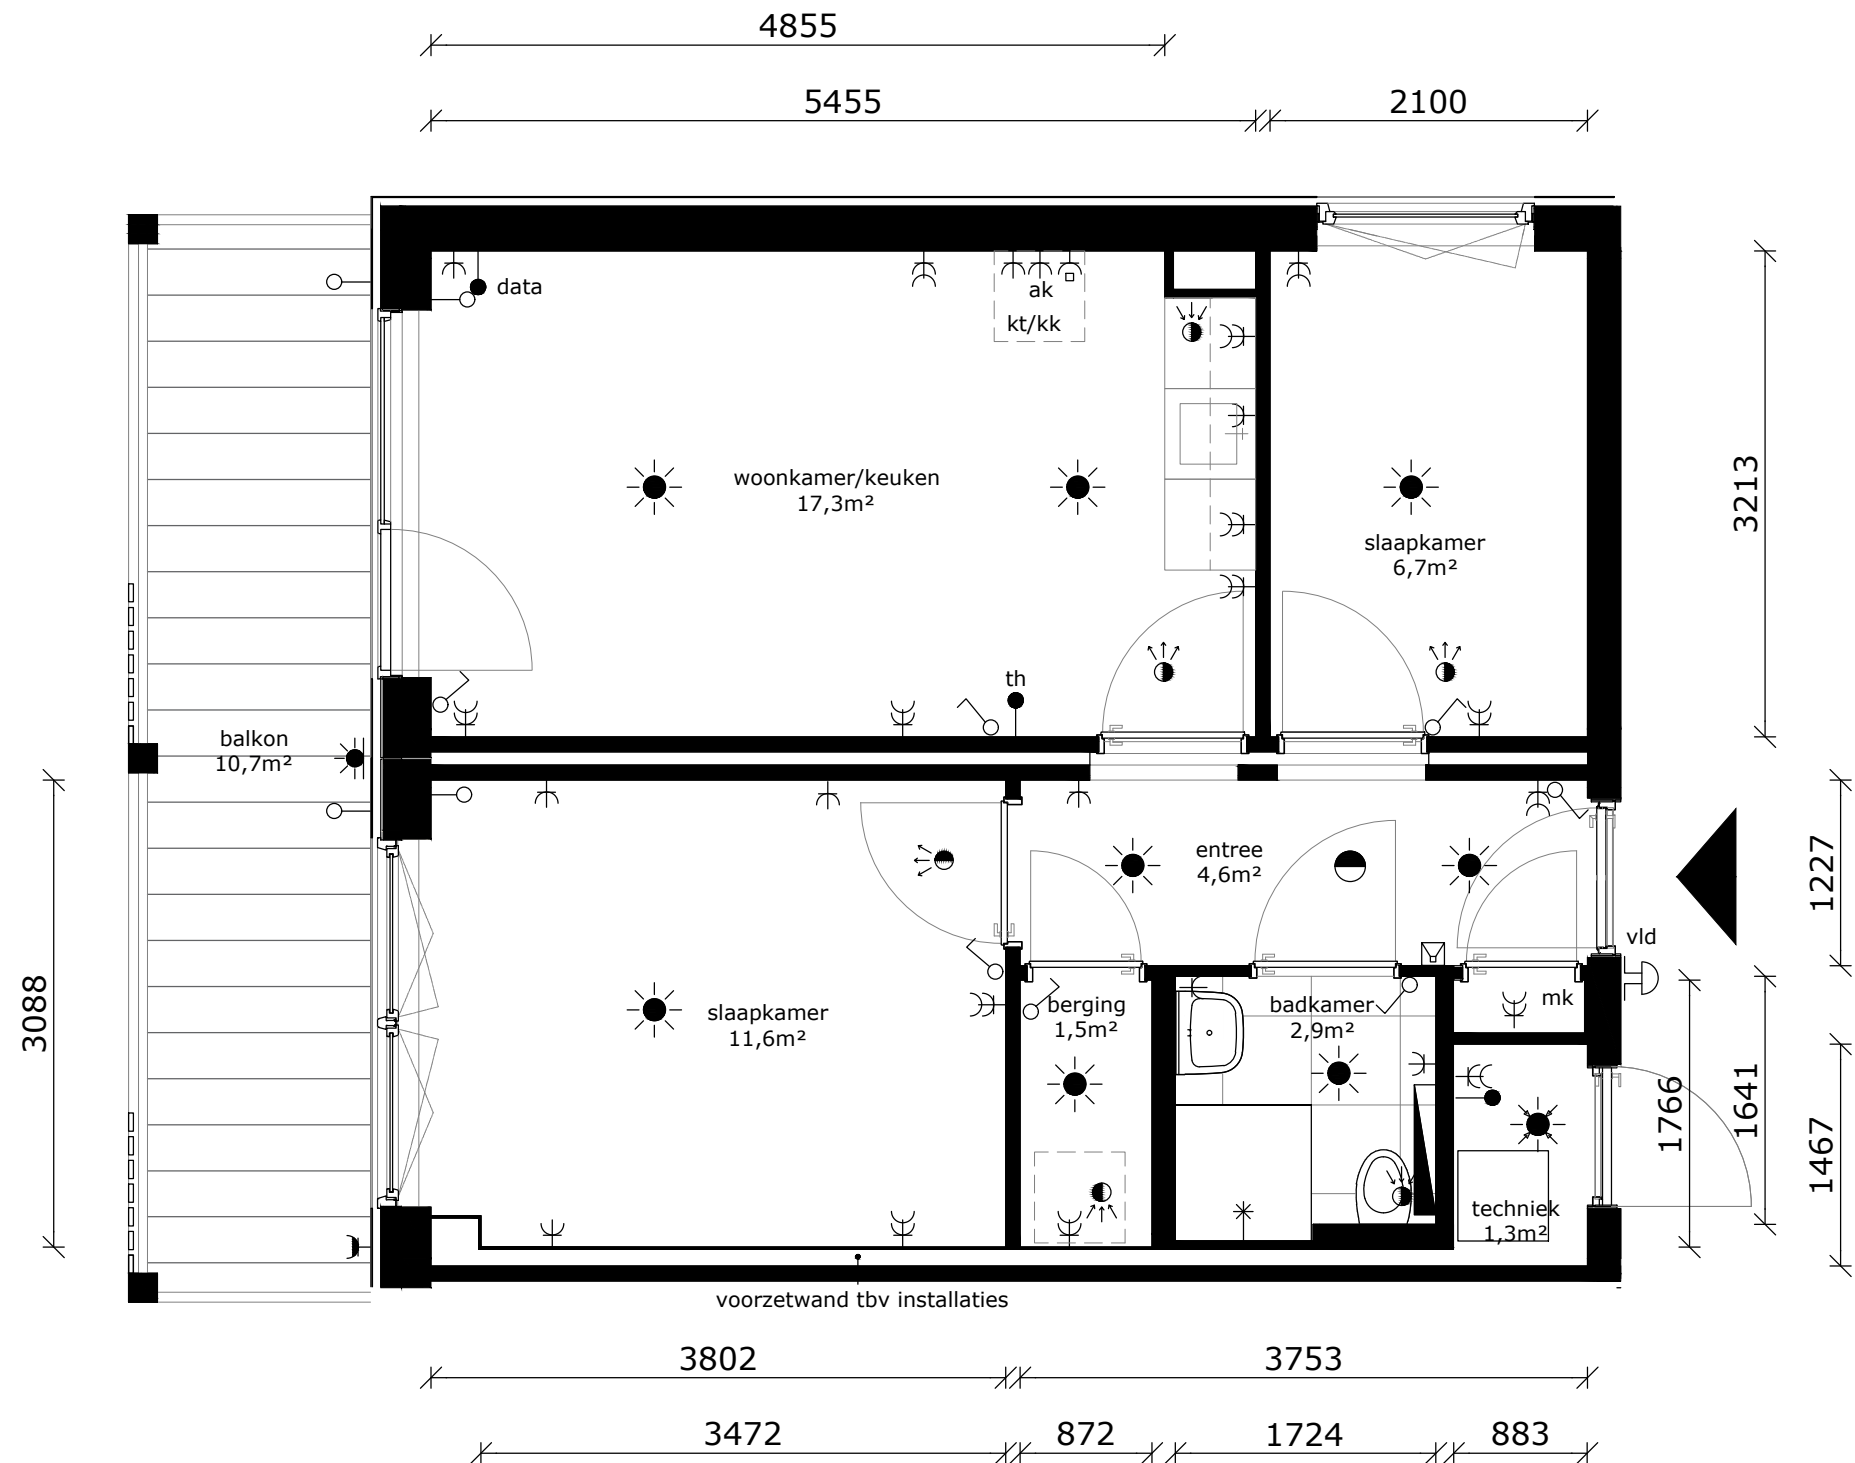 4855
5455
2100
data
ak
kt/kk
woonkamer/keuken
17,3m²
slaapkamer
6,7m²
3213
th
balkon
10,7m²
entree
4,6m²
1227
vld
3088
slaapkamer
11,6m²
berging
1,5m²
badkamer
2,9m²
mk
1766
1641
1467
techniek
1,3m²
voorzetwand tbv installaties
3802
3753
3472
872
1724
883